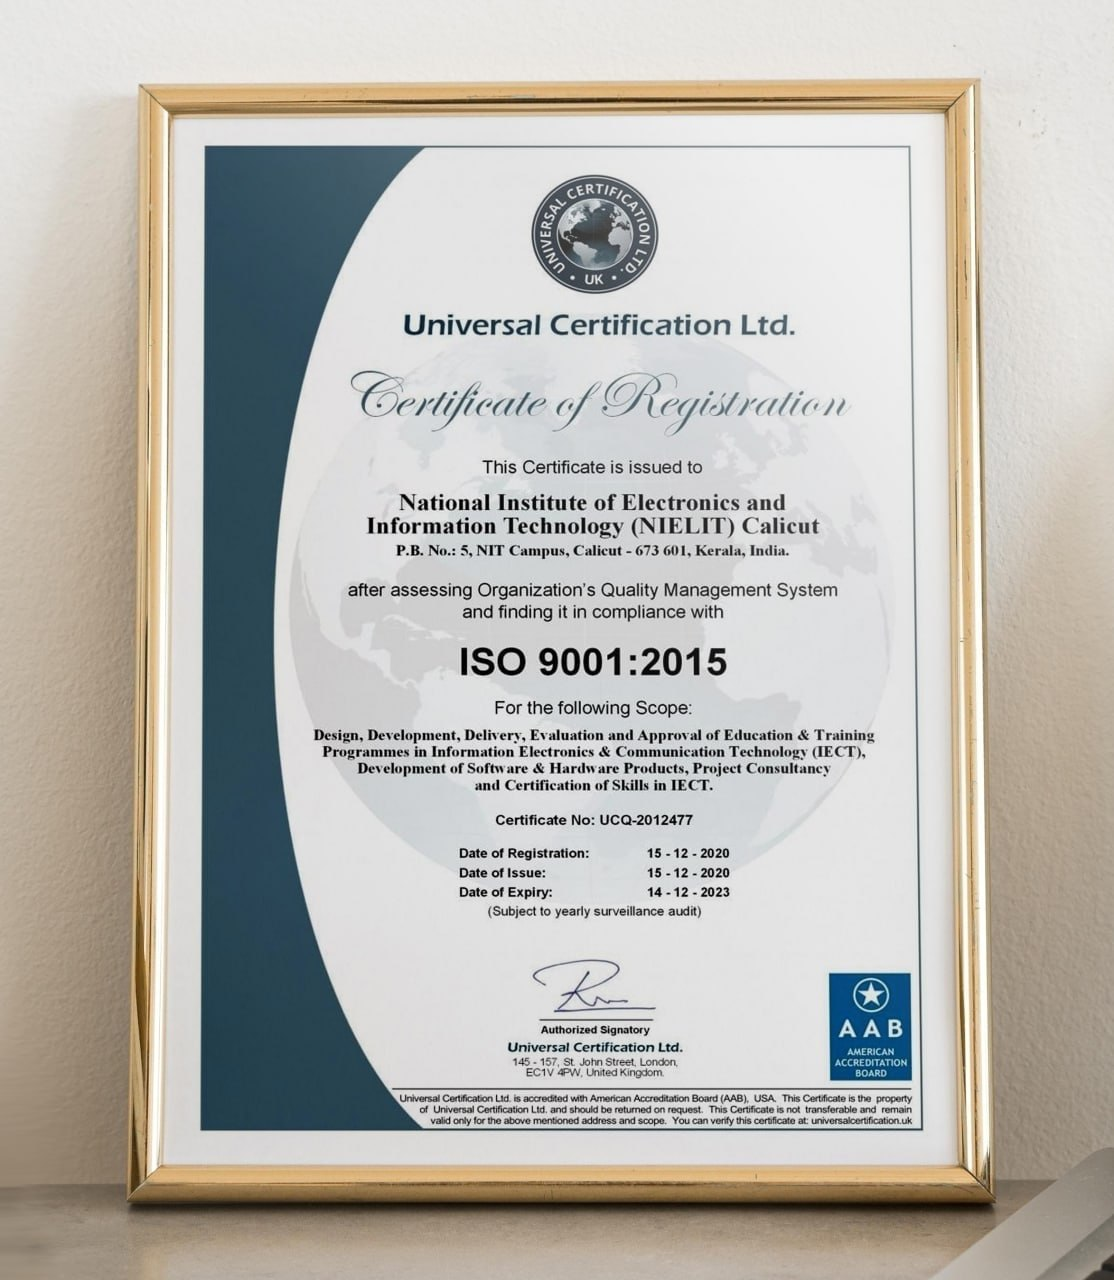 UNIVERSAL CERTIFICATION LTD.
• UK •
Universal Certification Ltd.
Certificate of Registration
This Certificate is issued to
National Institute of Electronics and
Information Technology (NIELIT) Calicut
P.B. No.: 5, NIT Campus, Calicut - 673 601, Kerala, India.
after assessing Organization's Quality Management System
and finding it in compliance with
ISO 9001:2015
For the following Scope:
Design, Development, Delivery, Evaluation and Approval of Education & Training
Programmes in Information Electronics & Communication Technology (IECT),
Development of Software & Hardware Products, Project Consultancy
and Certification of Skills in IECT.
Certificate No: UCQ-2012477
Date of Registration: 15 - 12 - 2020
Date of Issue: 15 - 12 - 2020
Date of Expiry: 14 - 12 - 2023
(Subject to yearly surveillance audit)
Authorized Signatory
Universal Certification Ltd.
145 - 157, St. John Street, London,
EC1V 4PW, United Kingdom.
AAB
AMERICAN
ACCREDITATION
BOARD
Universal Certification Ltd. is accredited with American Accreditation Board (AAB), USA. This Certificate is the property
of Universal Certification Ltd. and should be returned on request. This Certificate is not transferable and remain
valid only for the above mentioned address and scope. You can verify this certificate at: universalcertification.uk